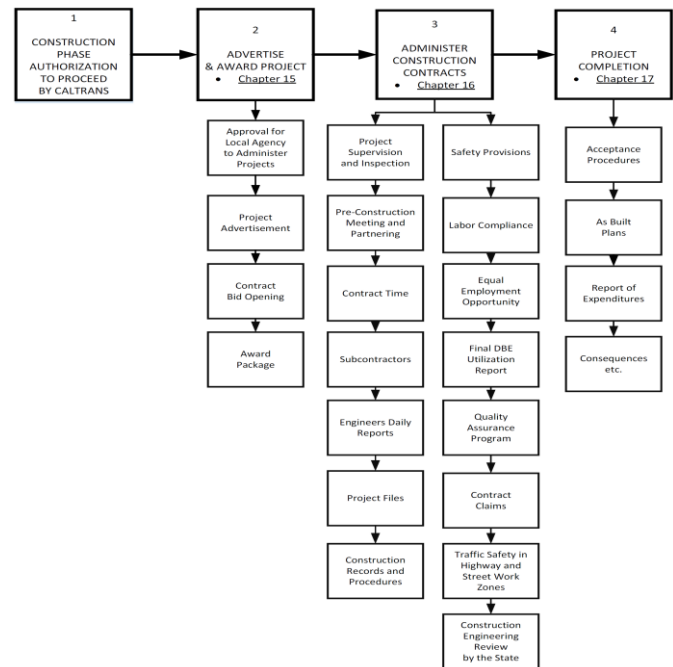 1
CONSTRUCTION
PHASE
AUTHORIZATION
TO PROCEED
BY CALTRANS
2
ADVERTISE
& AWARD PROJECT
• Chapter 15
3
ADMINISTER
CONSTRUCTION
CONTRACTS
• Chapter 16
4
PROJECT
COMPLETION
• Chapter 17
Approval for
Local Agency
to Administer
Projects
Project
Advertisement
Contract
Bid Opening
Award
Package
Project
Supervision
and Inspection
Pre-Construction
Meeting and
Partnering
Contract Time
Subcontractors
Engineers Daily
Reports
Project Files
Construction
Records and
Procedures
Safety Provisions
Labor Compliance
Equal
Employment
Opportunity
Final DBE
Utilization
Report
Quality
Assurance
Program
Contract
Claims
Traffic Safety in
Highway and
Street Work
Zones
Construction
Engineering
Review
by the State
Acceptance
Procedures
As Built
Plans
Report of
Expenditures
Consequences
etc.